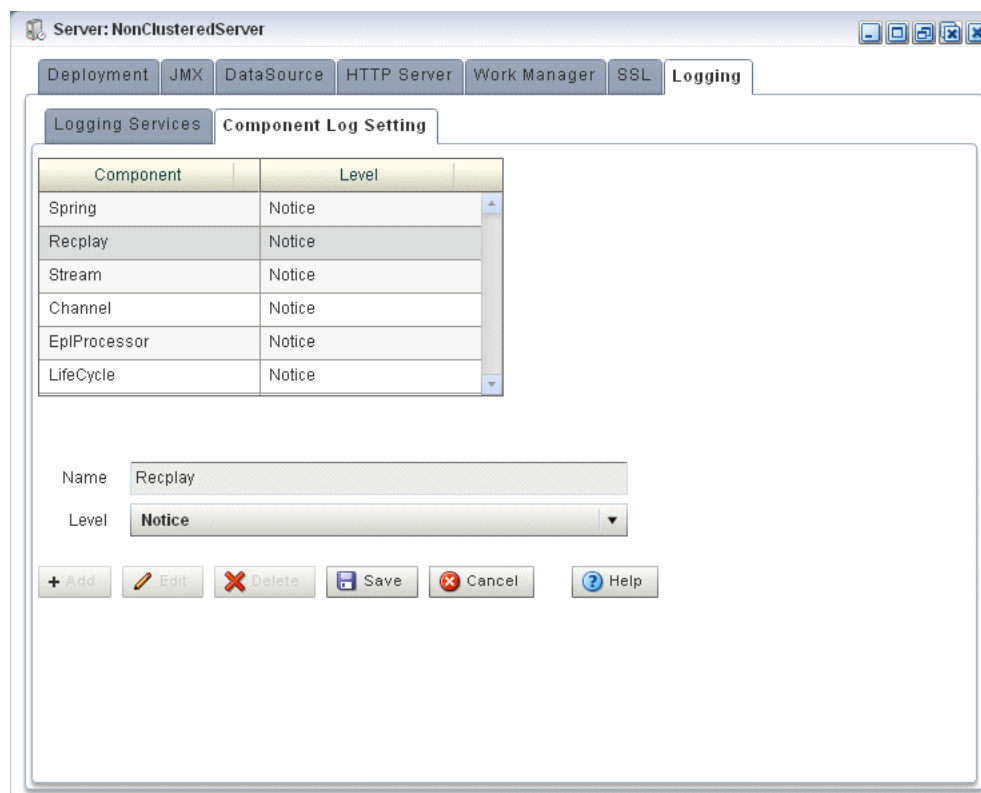 Server: NonClusteredServer
Deployment JMX DataSource HTTP Server Work Manager SSL Logging
Logging Services Component Log Setting
Component Level
Spring Notice
Recplay Notice
Stream Notice
Channel Notice
EplProcessor Notice
LifeCycle Notice
Name Recplay
Level Notice
Add Edit Delete Save Cancel Help